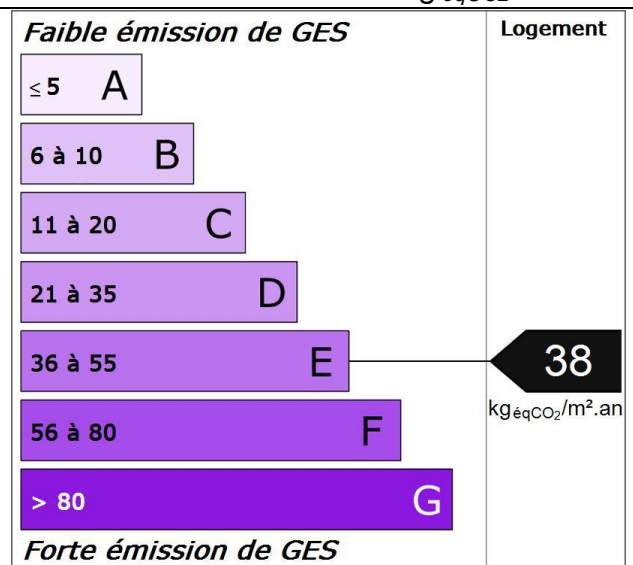 Faible émission de GES
Logement
≤ 5 A
6 à 10 B
11 à 20 C
21 à 35 D
36 à 55 E
38
kgéqCO₂/m².an
56 à 80 F
> 80 G
Forte émission de GES